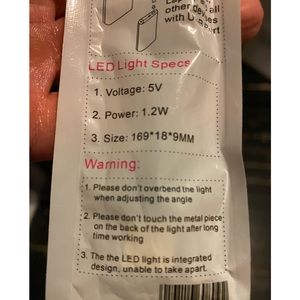 other de
with U
LED Light Specs
1. Voltage: 5V
2. Power: 1.2W
3. Size: 169*18*9MM
Warning:
1. Please don't overbend the light
when adjusting the angle
2. Please don't touch the metal piece
on the back of the light after long
time working
3. The the LED light is integrated
design, unable to take apart.